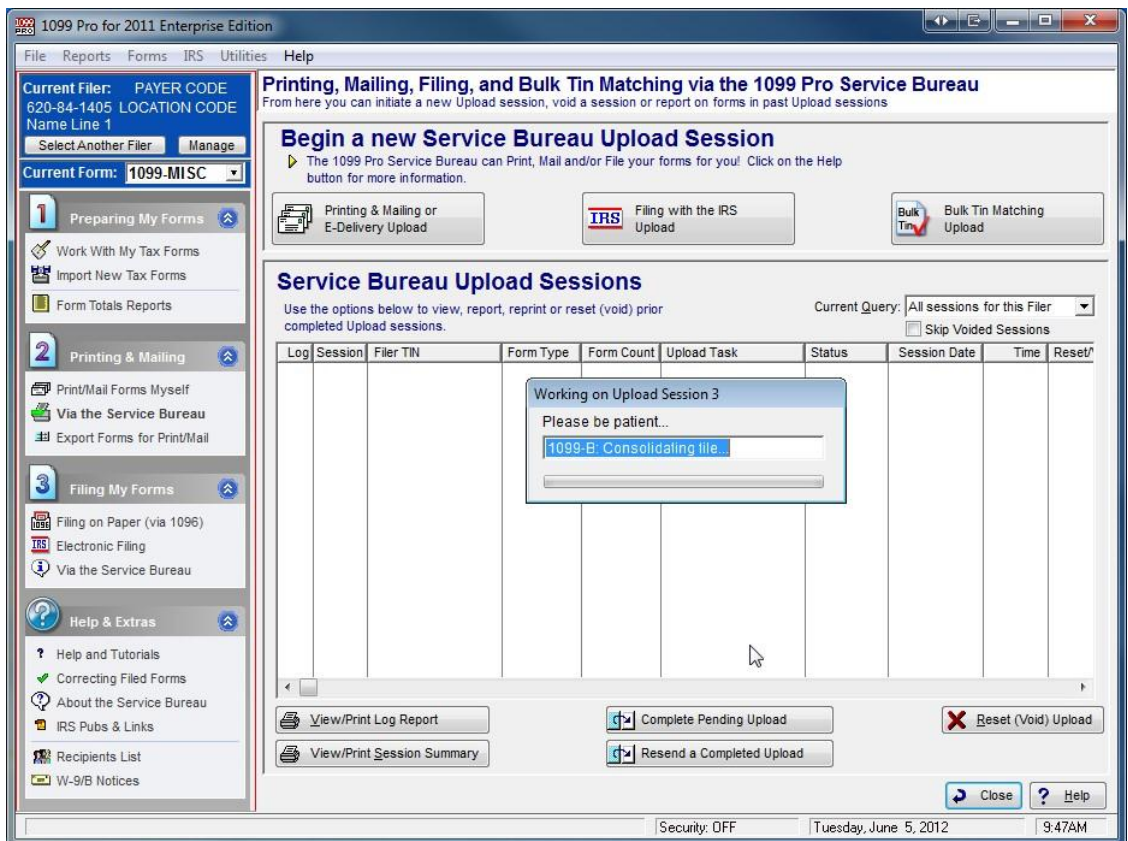 1099 Pro for 2011 Enterprise Edition
File Reports Forms IRS Utilities Help
Current Filer: PAYER CODE
620-84-1405 LOCATION CODE
Name Line 1
Select Another Filer Manage
Current Form: 1099-MISC
1 Preparing My Forms
Work With My Tax Forms
Import New Tax Forms
Form Totals Reports
2 Printing & Mailing
Print/Mail Forms Myself
Via the Service Bureau
Export Forms for Print/Mail
3 Filing My Forms
Filing on Paper (via 1096)
IRS Electronic Filing
Via the Service Bureau
Help & Extras
Help and Tutorials
Correcting Filed Forms
About the Service Bureau
IRS Pubs & Links
Recipients List
W-9/B Notices
Printing, Mailing, Filing, and Bulk Tin Matching via the 1099 Pro Service Bureau
From here you can initiate a new Upload session, void a session or report on forms in past Upload sessions
Begin a new Service Bureau Upload Session
The 1099 Pro Service Bureau can Print, Mail and/or File your forms for you! Click on the Help
button for more information.
Printing & Mailing or
E-Delivery Upload
IRS Filing with the IRS
Upload
Bulk Tin Bulk Tin Matching
Upload
Service Bureau Upload Sessions
Use the options below to view, report, reprint or reset (void) prior
completed Upload sessions.
Current Query: All sessions for this Filer
Skip Voided Sessions
Log Session Filer TIN Form Type Form Count Upload Task Status Session Date Time Reset/
Working on Upload Session 3
Please be patient...
1099-B: Consolidating file...
View/Print Log Report
Complete Pending Upload
Reset (Void) Upload
View/Print Session Summary
Resend a Completed Upload
Close
? Help
Security: OFF Tuesday, June 5, 2012 9:47AM